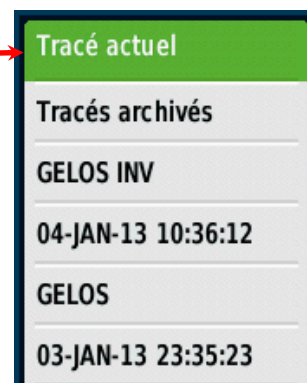 Tracé actuel
Tracés archivés
GELOS INV
04-JAN-13 10:36:12
GELOS
03-JAN-13 23:35:23